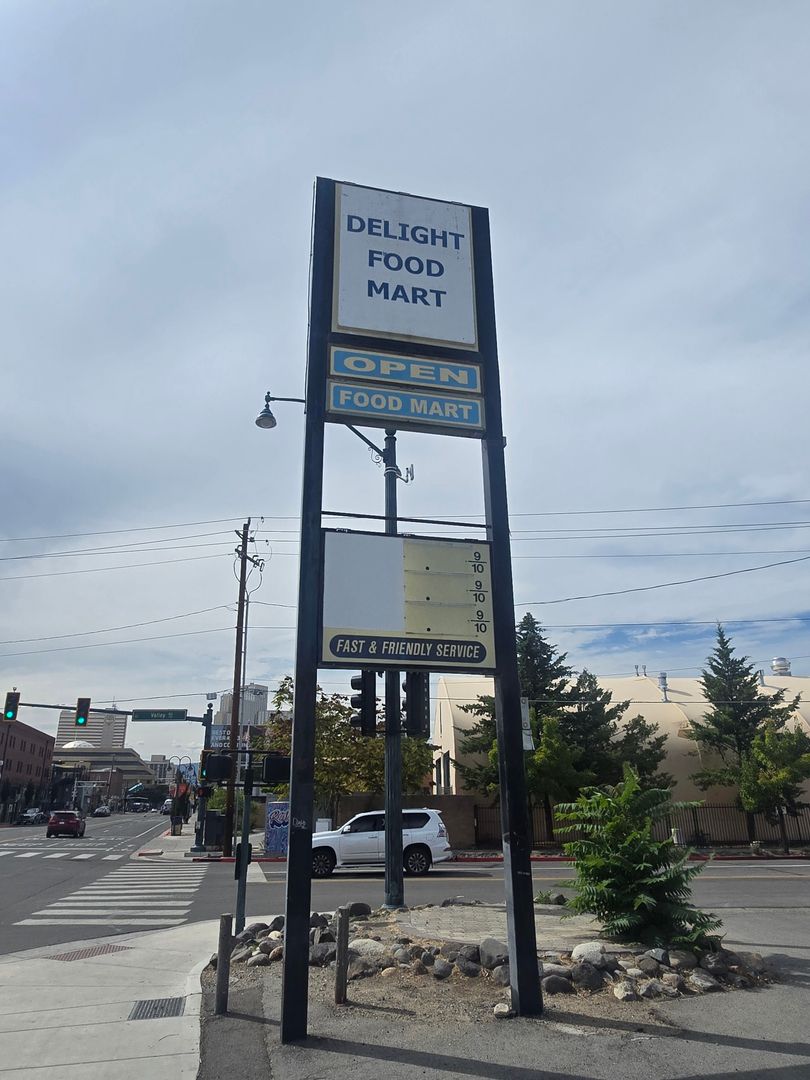 DELIGHT
FOOD
MART
OPEN
FOOD MART
9/10
9/10
9/10
FAST & FRIENDLY SERVICE
Valley